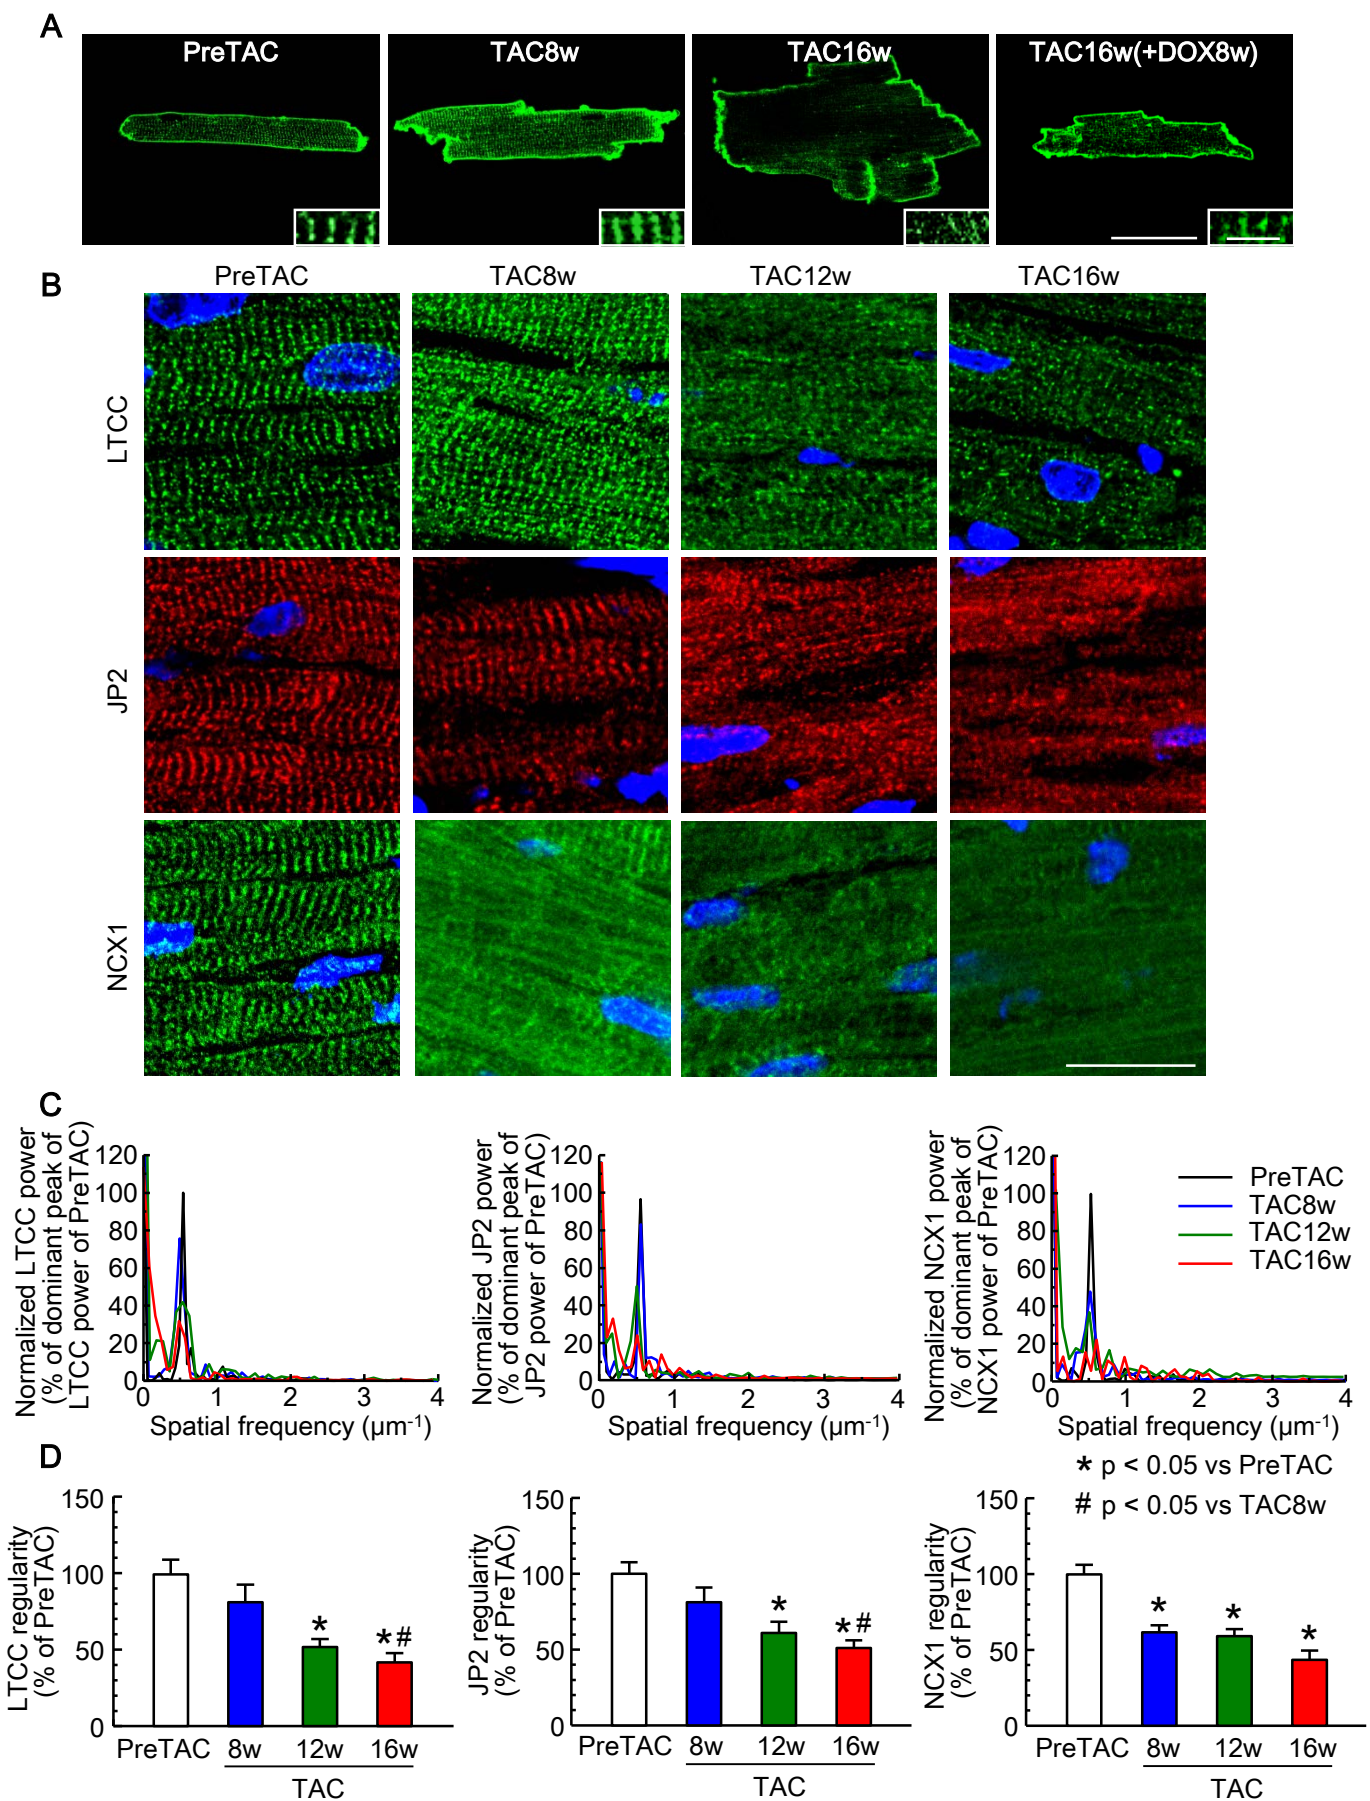 A
PreTAC
TAC8w
TAC16w
TAC16w(+DOX8w)
B
PreTAC
TAC8w
TAC12w
TAC16w
LTCC
JP2
NCX1
C
Normalized LTCC power
(% of dominant peak of
LTCC power of PreTAC)
120
100
80
60
40
20
0
0
1
2
3
4
Spatial frequency (μm⁻¹)
Normalized JP2 power
(% of dominant peak of
JP2 power of PreTAC)
120
100
80
60
40
20
0
0
1
2
3
4
Spatial frequency (μm⁻¹)
Normalized NCX1 power
(% of dominant peak of
NCX1 power of PreTAC)
120
100
80
60
40
20
0
0
1
2
3
4
Spatial frequency (μm⁻¹)
PreTAC
TAC8w
TAC12w
TAC16w
D
* p < 0.05 vs PreTAC
# p < 0.05 vs TAC8w
LTCC regularity
(% of PreTAC)
150
100
50
0
*
*#
PreTAC
8w
12w
16w
TAC
JP2 regularity
(% of PreTAC)
150
100
50
0
*
*#
PreTAC
8w
12w
16w
TAC
NCX1 regularity
(% of PreTAC)
150
100
50
0
*
*
*
PreTAC
8w
12w
16w
TAC